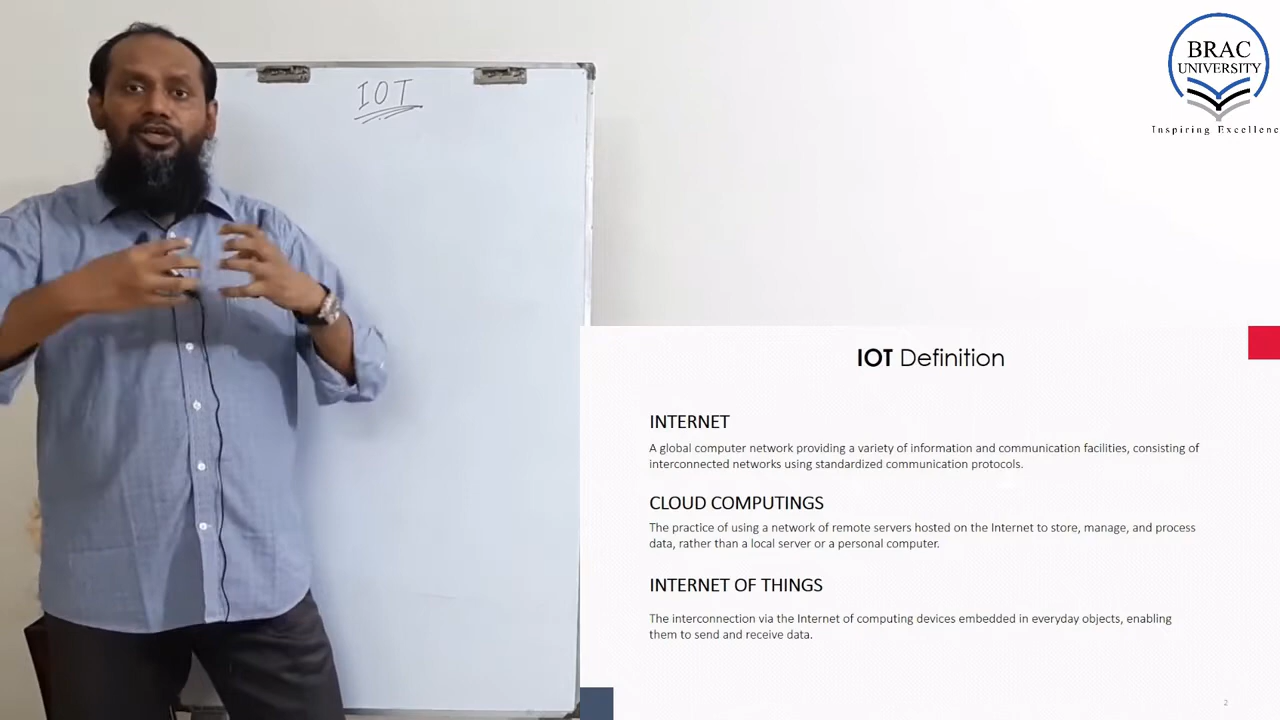 IOT
BRAC
UNIVERSITY
Inspiring Excellenc
IOT Definition
INTERNET
A global computer network providing a variety of information and communication facilities, consisting of
interconnected networks using standardized communication protocols.
CLOUD COMPUTINGS
The practice of using a network of remote servers hosted on the Internet to store, manage, and process
data, rather than a local server or a personal computer.
INTERNET OF THINGS
The interconnection via the Internet of computing devices embedded in everyday objects, enabling
them to send and receive data.
2